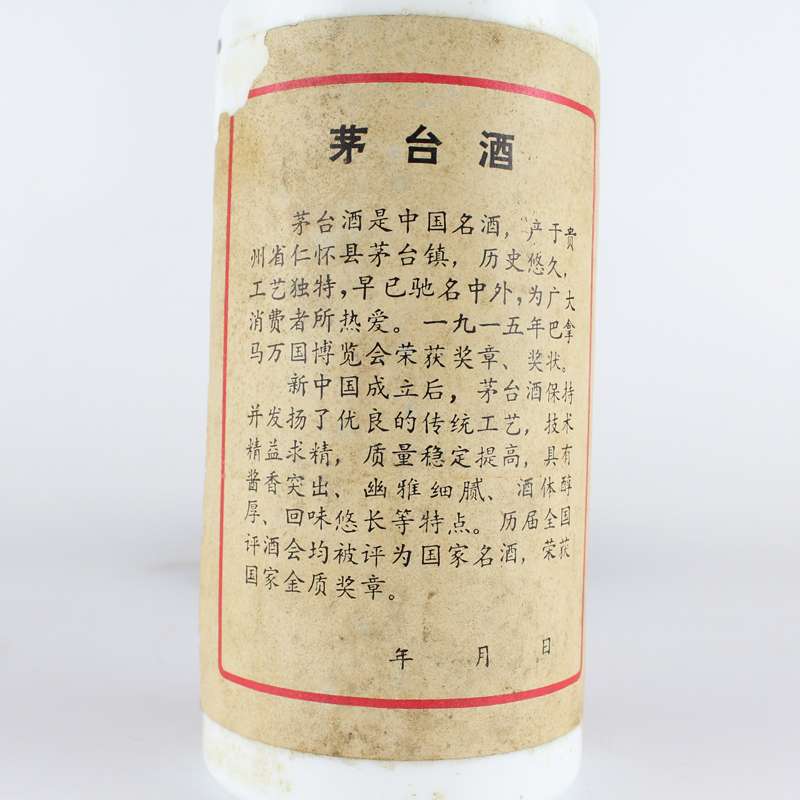 茅台酒
茅台酒是中国名酒，产于贵
州省仁怀县茅台镇，历史悠久，
工艺独特，早已驰名中外，为广大
消费者所热爱。一九一五年巴拿
马万国博览会荣获奖章、奖状。
新中国成立后，茅台酒保持
并发扬了优良的传统工艺，技术
精益求精，质量稳定提高，具有
酱香突出、幽雅细腻、酒体醇
厚、回味悠长等特点。历届全国
评酒会均被评为国家名酒，荣获
国家金质奖章。
年 月 日